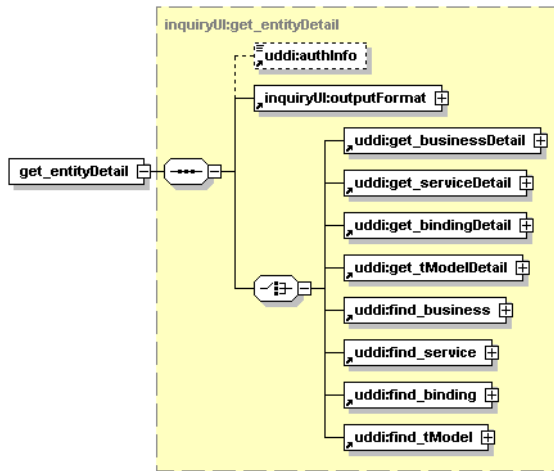 inquiryUI:get_entityDetail
uddi:authInfo
inquiryUI:outputFormat
get_entityDetail
uddi:get_businessDetail
uddi:get_serviceDetail
uddi:get_bindingDetail
uddi:get_tModelDetail
uddi:find_business
uddi:find_service
uddi:find_binding
uddi:find_tModel